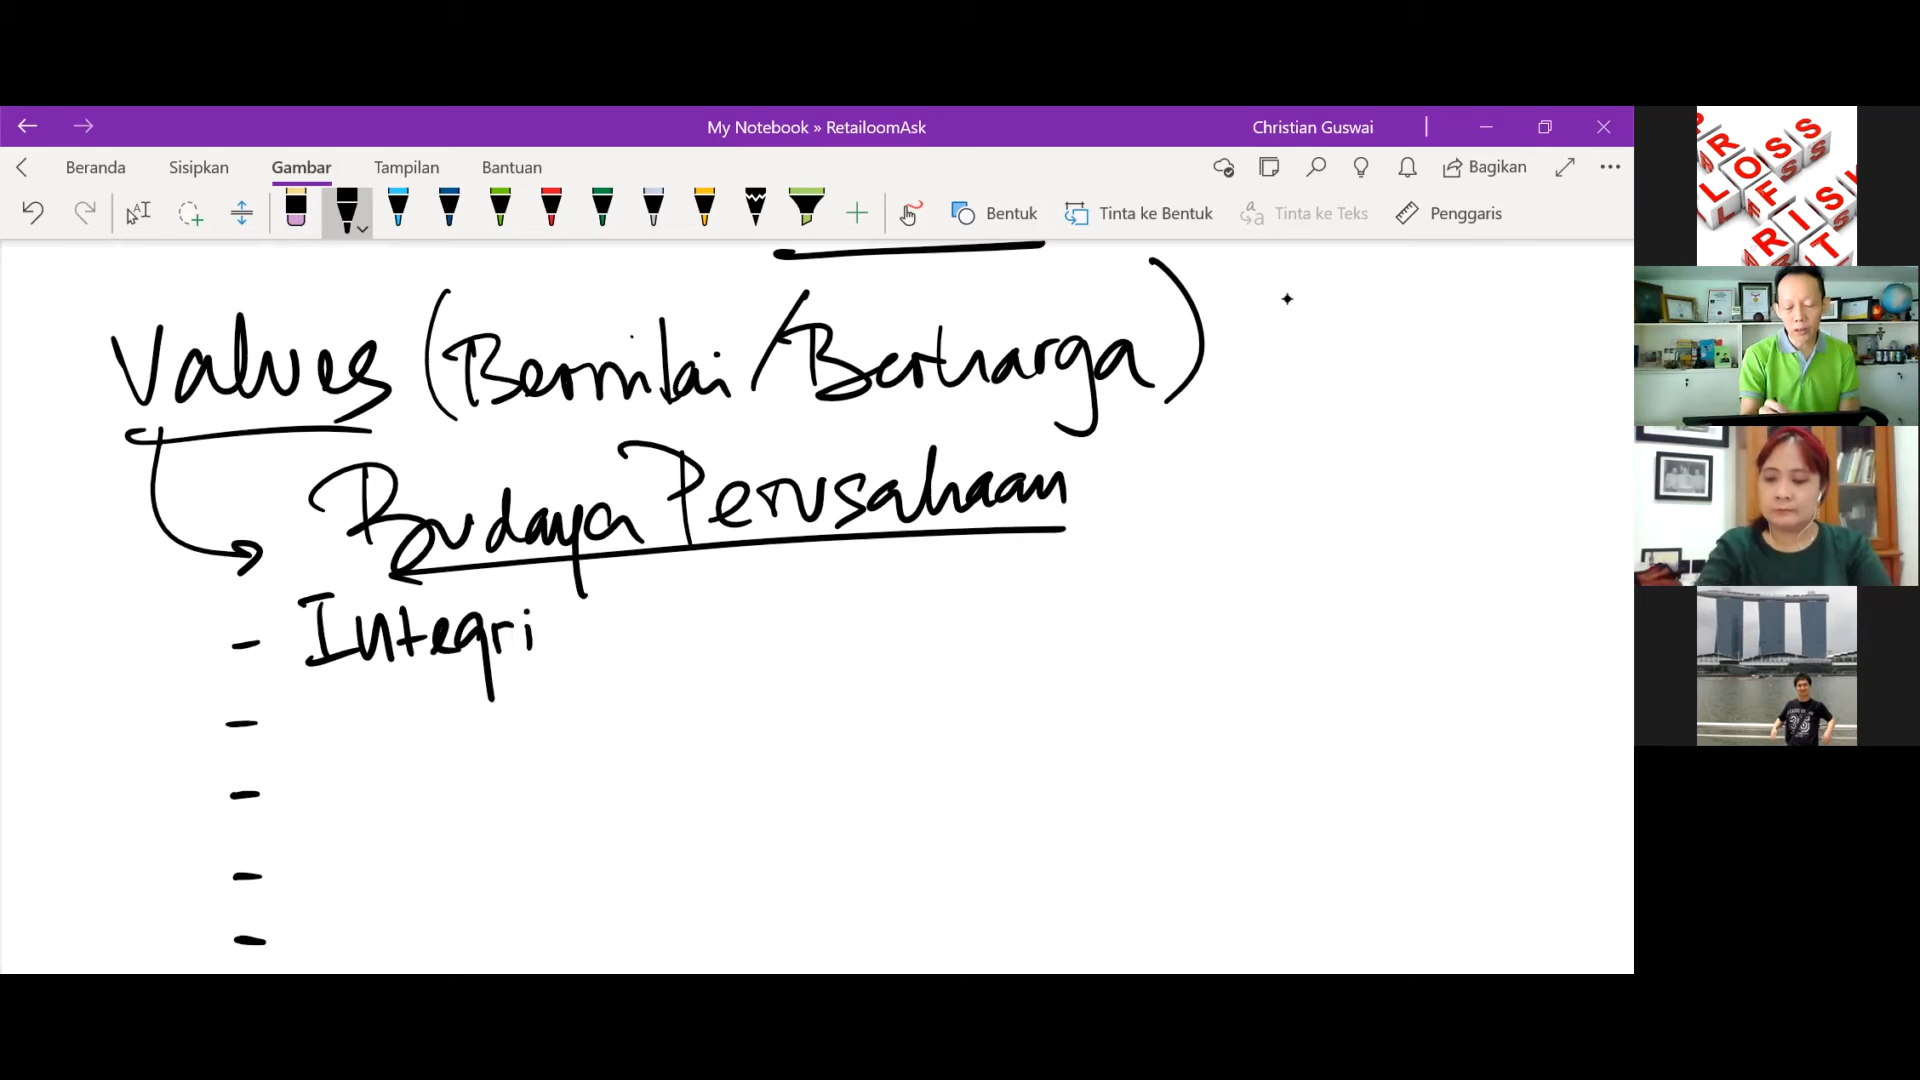 My Notebook » RetailoomAsk
Christian Guswai
Beranda Sisipkan Gambar Tampilan Bantuan
Bagikan
Bentuk Tinta ke Bentuk Tinta ke Teks Penggaris
Values (Bernilai / Berharga)
Budaya Perusahaan
- Integri
-
-
-
-
LOSS